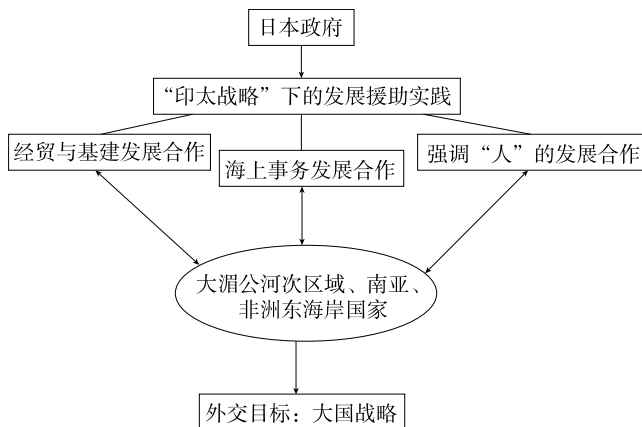 日本政府
“印太战略”下的发展援助实践
经贸与基建发展合作
海上事务发展合作
强调“人”的发展合作
大湄公河次区域、南亚、
非洲东海岸国家
外交目标：大国战略